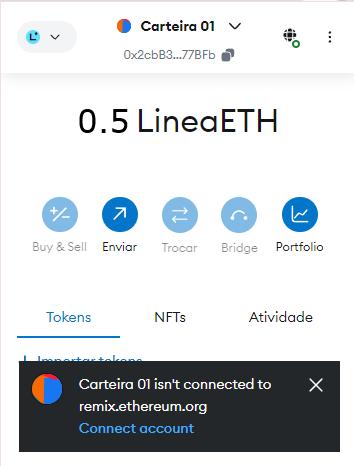 Carteira 01
0x2cbB3...77BFb
0.5 LineaETH
Buy & Sell
Enviar
Trocar
Bridge
Portfolio
Tokens
NFTs
Atividade
Importar tokens
Carteira 01 isn't connected to
remix.ethereum.org
Connect account